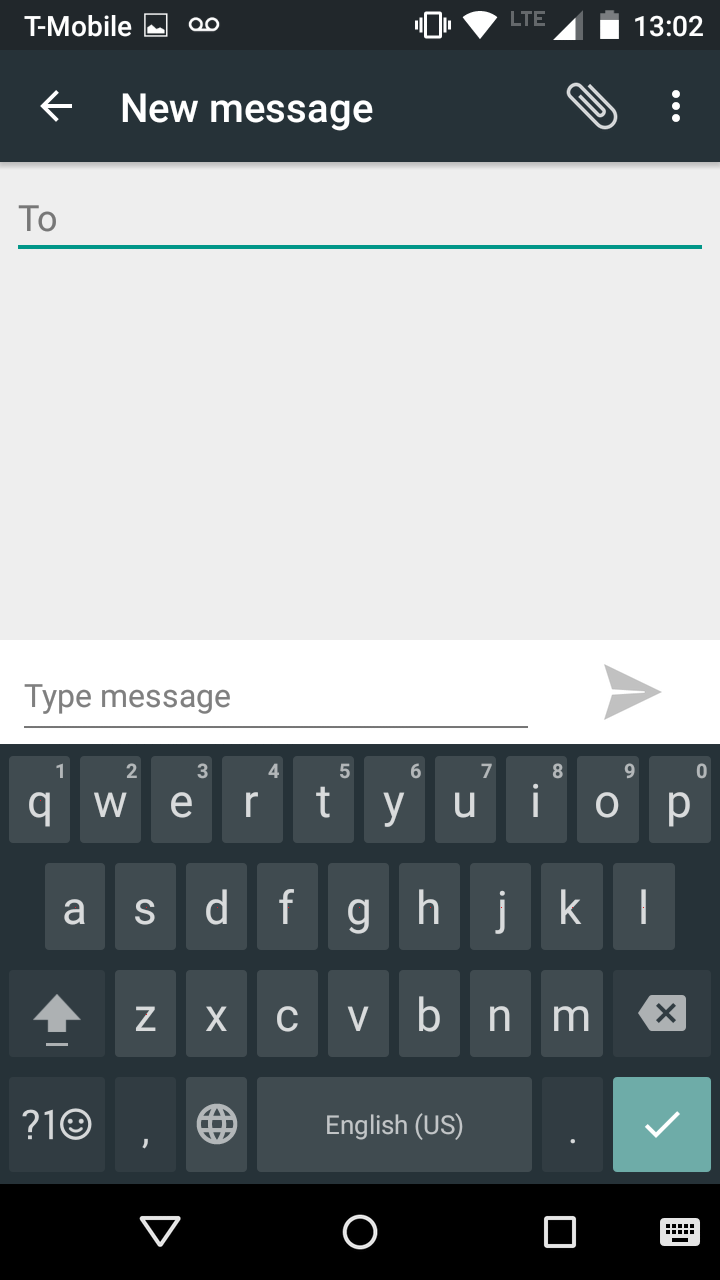 T-Mobile LTE 13:02
New message
To
Type message
1 2 3 4 5 6 7 8 9 0
q w e r t y u i o p
a s d f g h j k l
z x c v b n m
?1 , English (US) .